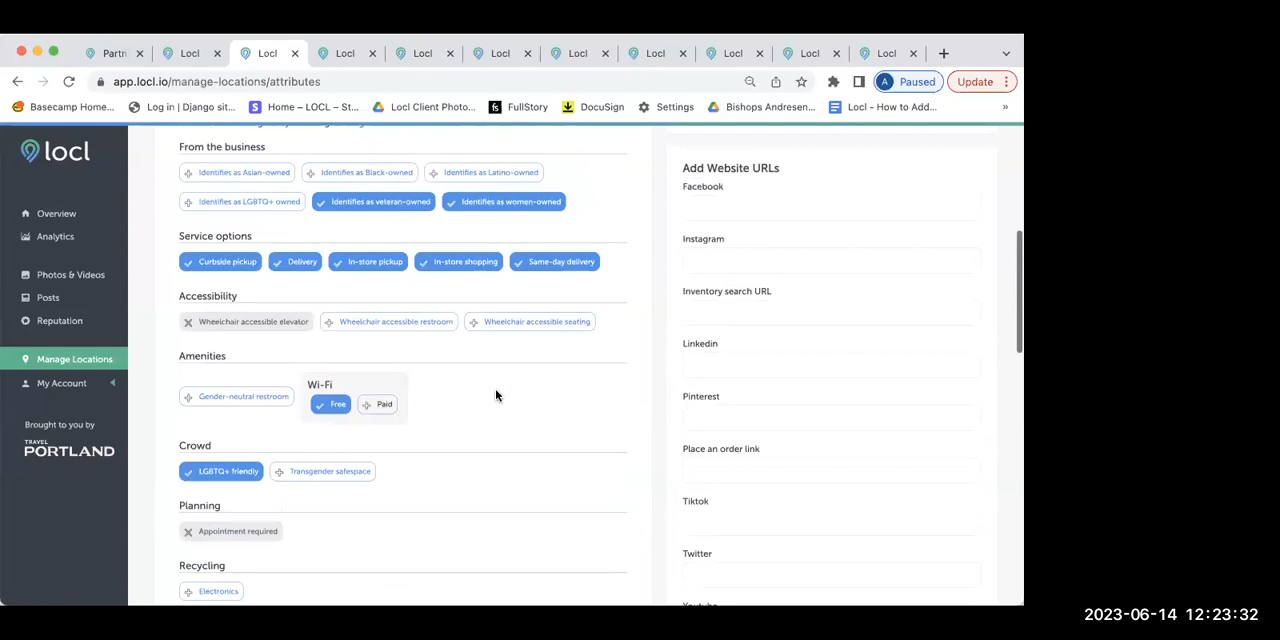 Partn
Locl
Locl
Locl
Locl
Locl
Locl
Locl
Locl
Locl
Locl
app.locl.io/manage-locations/attributes
A
Paused
Update
Basecamp Home...
Log in | Django sit...
S
Home – LOCL – St...
Locl Client Photo...
fs
FullStory
DocuSign
Settings
Bishops Andresen...
Locl - How to Add...
»
locl
Overview
Analytics
Photos & Videos
Posts
Reputation
Manage Locations
My Account
Brought to you by
TRAVEL
PORTLAND
From the business
Identifies as Asian-owned
Identifies as Black-owned
Identifies as Latino-owned
Identifies as LGBTQ+ owned
Identifies as veteran-owned
Identifies as women-owned
Service options
Curbside pickup
Delivery
In-store pickup
In-store shopping
Same-day delivery
Accessibility
Wheelchair accessible elevator
Wheelchair accessible restroom
Wheelchair accessible seating
Amenities
Gender-neutral restroom
Wi-Fi
Free
Paid
Crowd
LGBTQ+ friendly
Transgender safespace
Planning
Appointment required
Recycling
Electronics
Add Website URLs
Facebook
Instagram
Inventory search URL
Linkedin
Pinterest
Place an order link
Tiktok
Twitter
Youtube
2023-06-14 12:23:32